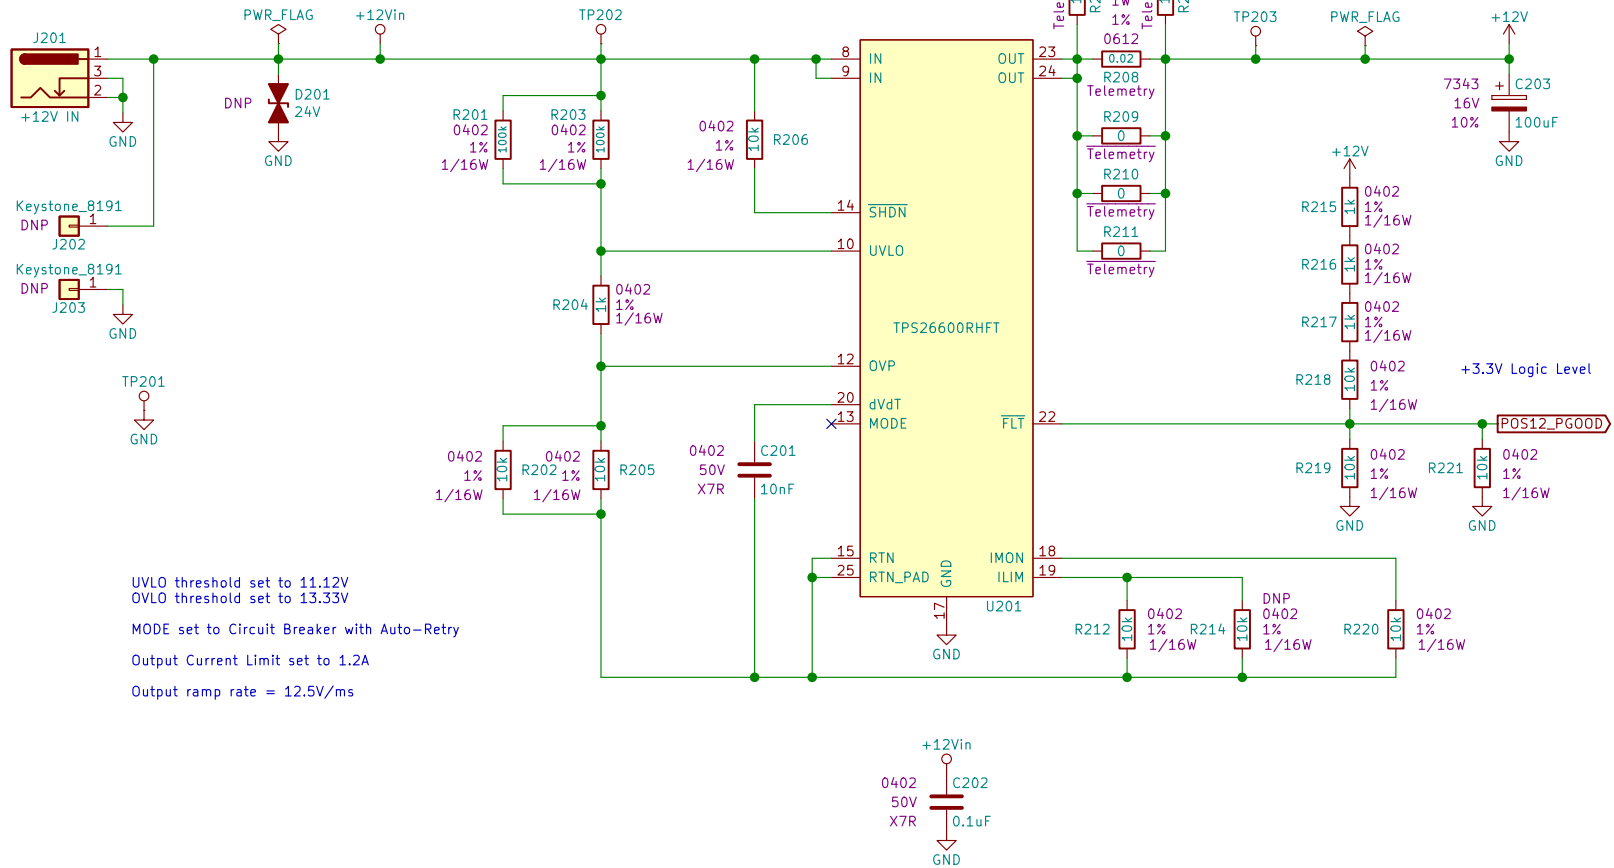 PWR_FLAG
+12Vin
TP202
Tele
R2
1W
1%
Tele
R2
TP203
PWR_FLAG
+12V
J201
1
3
2
+12V IN
GND
DNP
D201
24V
GND
Keystone_8191
DNP
1
J202
Keystone_8191
DNP
1
J203
GND
TP201
GND
R201
0402
1%
1/16W
100k
R203
0402
1%
1/16W
100k
0402
1%
1/16W
10k
R206
R204
1k
0402
1%
1/16W
0402
1%
1/16W
10k
R202
0402
1%
1/16W
10k
R205
0402
50V
X7R
C201
10nF
8
IN
9
IN
14
SHDN
10
UVLO
TPS26600RHFT
12
OVP
20
dVdT
13
MODE
15
RTN
25
RTN_PAD
GND
17
GND
U201
OUT
23
OUT
24
FLT
22
IMON
18
ILIM
19
0612
0.02
R208
Telemetry
R209
0
Telemetry
R210
0
Telemetry
R211
0
Telemetry
7343
16V
10%
+
C203
100uF
GND
+12V
R215
1k
0402
1%
1/16W
R216
1k
0402
1%
1/16W
R217
1k
0402
1%
1/16W
R218
10k
0402
1%
1/16W
+3.3V Logic Level
POS12_PGOOD
R219
10k
0402
1%
1/16W
GND
R221
10k
0402
1%
1/16W
GND
R212
10k
0402
1%
1/16W
R214
10k
DNP
0402
1%
1/16W
R220
10k
0402
1%
1/16W
UVLO threshold set to 11.12V
OVLO threshold set to 13.33V
MODE set to Circuit Breaker with Auto-Retry
Output Current Limit set to 1.2A
Output ramp rate = 12.5V/ms
+12Vin
0402
50V
X7R
C202
0.1uF
GND